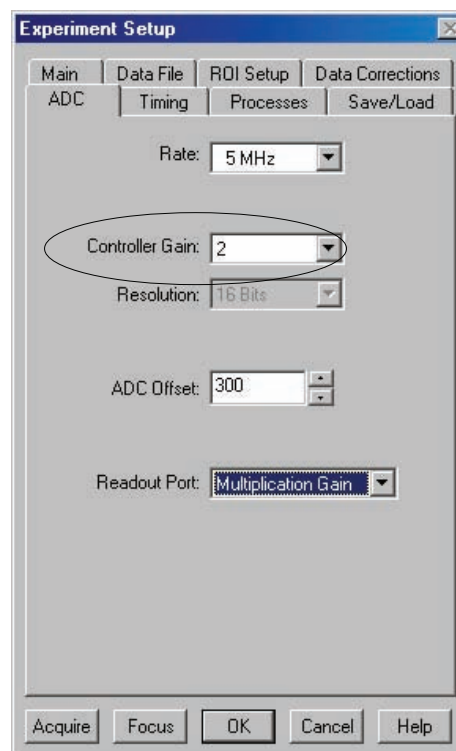 Experiment Setup
Main Data File ROI Setup Data Corrections
ADC Timing Processes Save/Load
Rate: 5 MHz
Controller Gain: 2
Resolution: 16 Bits
ADC Offset: 300
Readout Port: Multiplication Gain
Acquire Focus OK Cancel Help